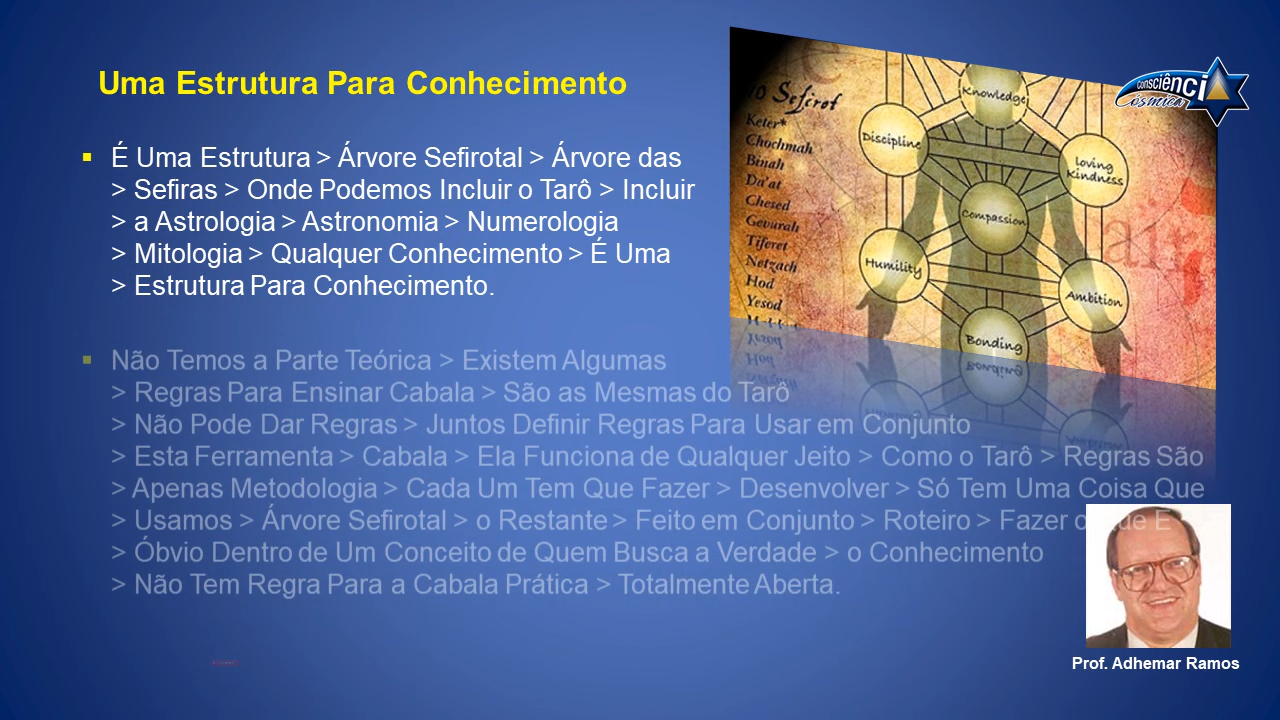 Uma Estrutura Para Conhecimento
É Uma Estrutura > Árvore Sefirotal > Árvore das
> Sefiras > Onde Podemos Incluir o Tarô > Incluir
> a Astrologia > Astronomia > Numerologia
> Mitologia > Qualquer Conhecimento > É Uma
> Estrutura Para Conhecimento.
Não Temos a Parte Teórica > Existem Algumas
> Regras Para Ensinar Cabala > São as Mesmas do Tarô
> Não Pode Dar Regras > Juntos Definir Regras Para Usar em Conjunto
> Esta Ferramenta > Cabala > Ela Funciona de Qualquer Jeito > Como o Tarô > Regras São
> Apenas Metodologia > Cada Um Tem Que Fazer > Desenvolver > Só Tem Uma Coisa Que
> Usamos > Árvore Sefirotal > o Restante > Feito em Conjunto > Roteiro > Fazer o Que É
> Óbvio Dentro de Um Conceito de Quem Busca a Verdade > o Conhecimento
> Não Tem Regra Para a Cabala Prática > Totalmente Aberta.
10 Sefirot
Keter*
Chochmah
Binah
Da'at
Chesed
Gevurah
Tiferet
Netzach
Hod
Yesod
Knowledge
Discipline
Loving
Kindness
Compassion
Humility
Ambition
Bonding
Consciênci
Cósmica
Prof. Adhemar Ramos